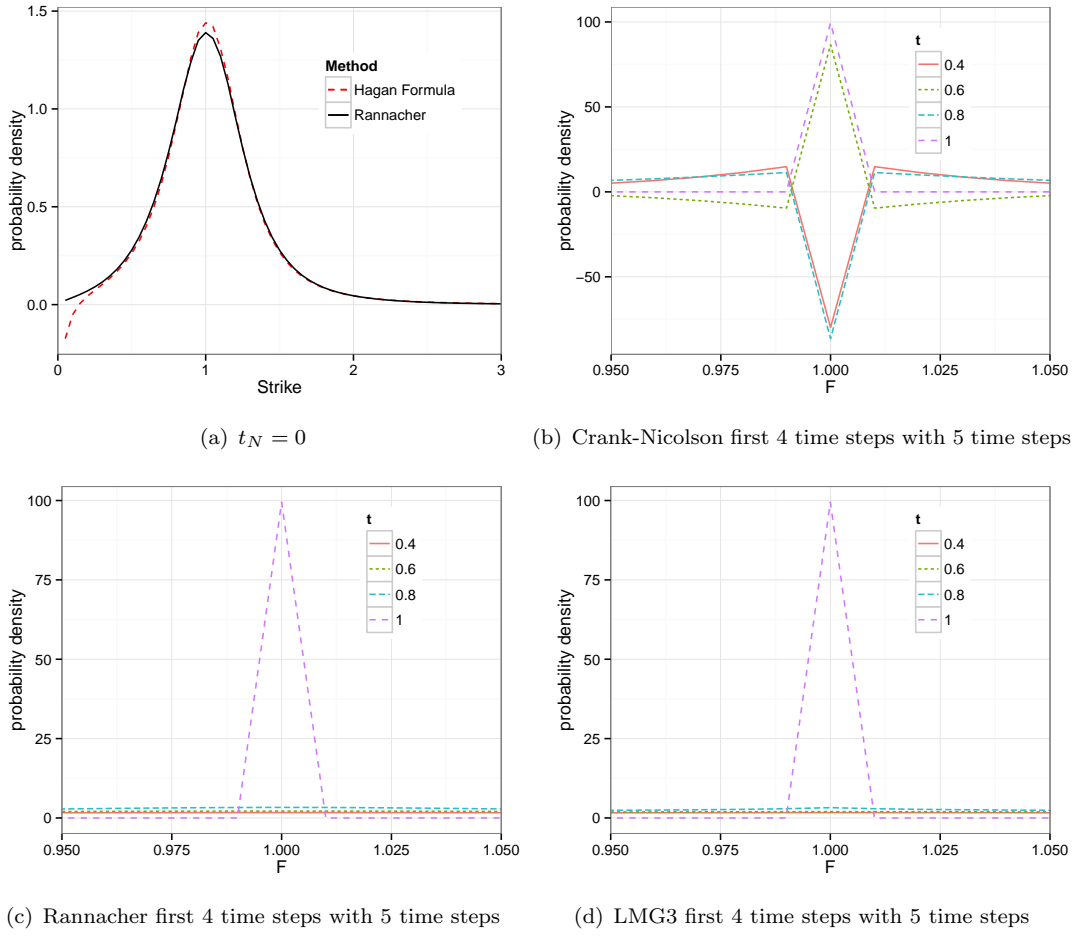 1.5
1.0
0.5
0.0
probability density
0
1
2
3
Strike
Method
Hagan Formula
Rannacher
(a) t_N = 0
100
50
0
−50
probability density
0.950
0.975
1.000
1.025
1.050
F
t
0.4
0.6
0.8
1
(b) Crank-Nicolson first 4 time steps with 5 time steps
100
75
50
25
0
probability density
0.950
0.975
1.000
1.025
1.050
F
t
0.4
0.6
0.8
1
(c) Rannacher first 4 time steps with 5 time steps
100
75
50
25
0
probability density
0.950
0.975
1.000
1.025
1.050
F
t
0.4
0.6
0.8
1
(d) LMG3 first 4 time steps with 5 time steps